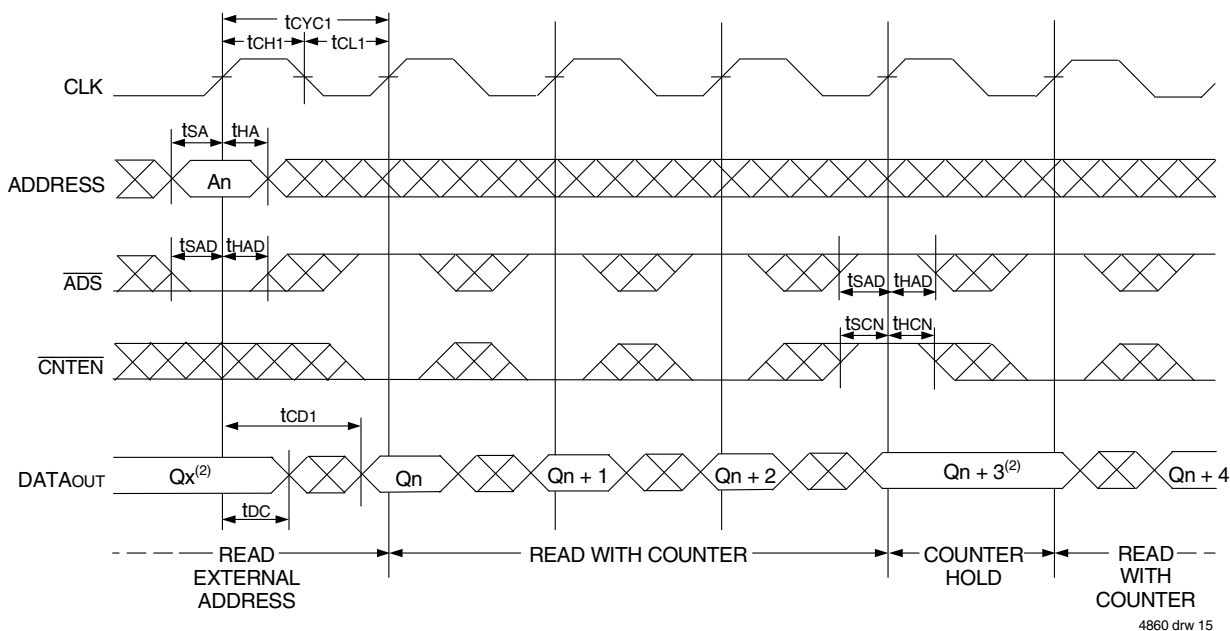 tCYC1
tCH1 tCL1
CLK
tSA tHA
ADDRESS An
tSAD tHAD
ADS
tSAD tHAD
tSCN tHCN
CNTEN
tCD1
DATAOUT Qx(2) Qn Qn + 1 Qn + 2 Qn + 3(2) Qn + 4
tDC
READ EXTERNAL ADDRESS
READ WITH COUNTER
COUNTER HOLD
READ WITH COUNTER
4860 drw 15